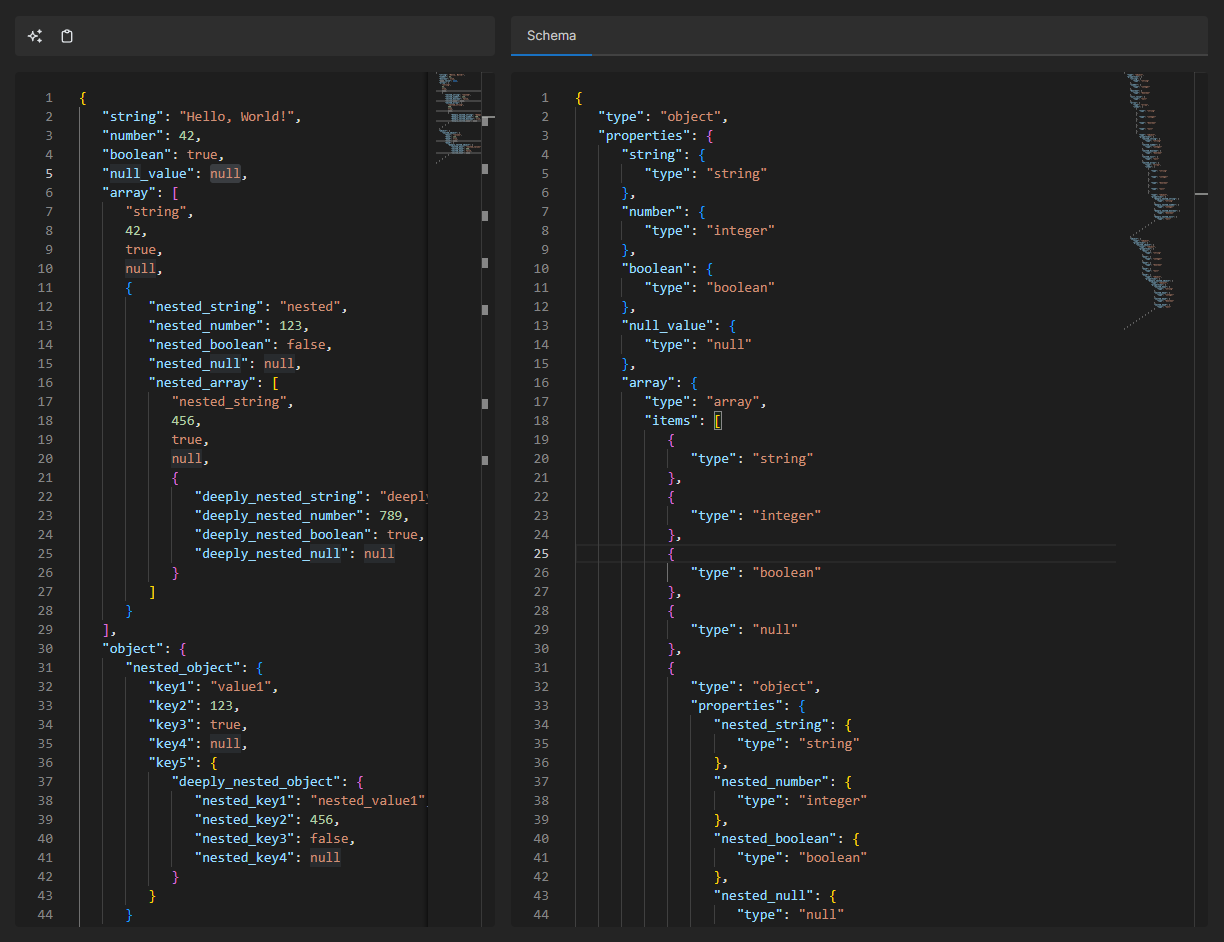 Schema
1 {
2 "string": "Hello, World!",
3 "number": 42,
4 "boolean": true,
5 "null_value": null,
6 "array": [
7 "string",
8 42,
9 true,
10 null,
11 {
12 "nested_string": "nested",
13 "nested_number": 123,
14 "nested_boolean": false,
15 "nested_null": null,
16 "nested_array": [
17 "nested_string",
18 456,
19 true,
20 null,
21 {
22 "deeply_nested_string": "deeply
23 "deeply_nested_number": 789,
24 "deeply_nested_boolean": true,
25 "deeply_nested_null": null
26 }
27 ]
28 }
29 ],
30 "object": {
31 "nested_object": {
32 "key1": "value1",
33 "key2": 123,
34 "key3": true,
35 "key4": null,
36 "key5": {
37 "deeply_nested_object": {
38 "nested_key1": "nested_value1",
39 "nested_key2": 456,
40 "nested_key3": false,
41 "nested_key4": null
42 }
43 }
44 }
1 {
2 "type": "object",
3 "properties": {
4 "string": {
5 "type": "string"
6 },
7 "number": {
8 "type": "integer"
9 },
10 "boolean": {
11 "type": "boolean"
12 },
13 "null_value": {
14 "type": "null"
15 },
16 "array": {
17 "type": "array",
18 "items": [
19 {
20 "type": "string"
21 },
22 {
23 "type": "integer"
24 },
25 {
26 "type": "boolean"
27 },
28 {
29 "type": "null"
30 },
31 {
32 "type": "object",
33 "properties": {
34 "nested_string": {
35 "type": "string"
36 },
37 "nested_number": {
38 "type": "integer"
39 },
40 "nested_boolean": {
41 "type": "boolean"
42 },
43 "nested_null": {
44 "type": "null"